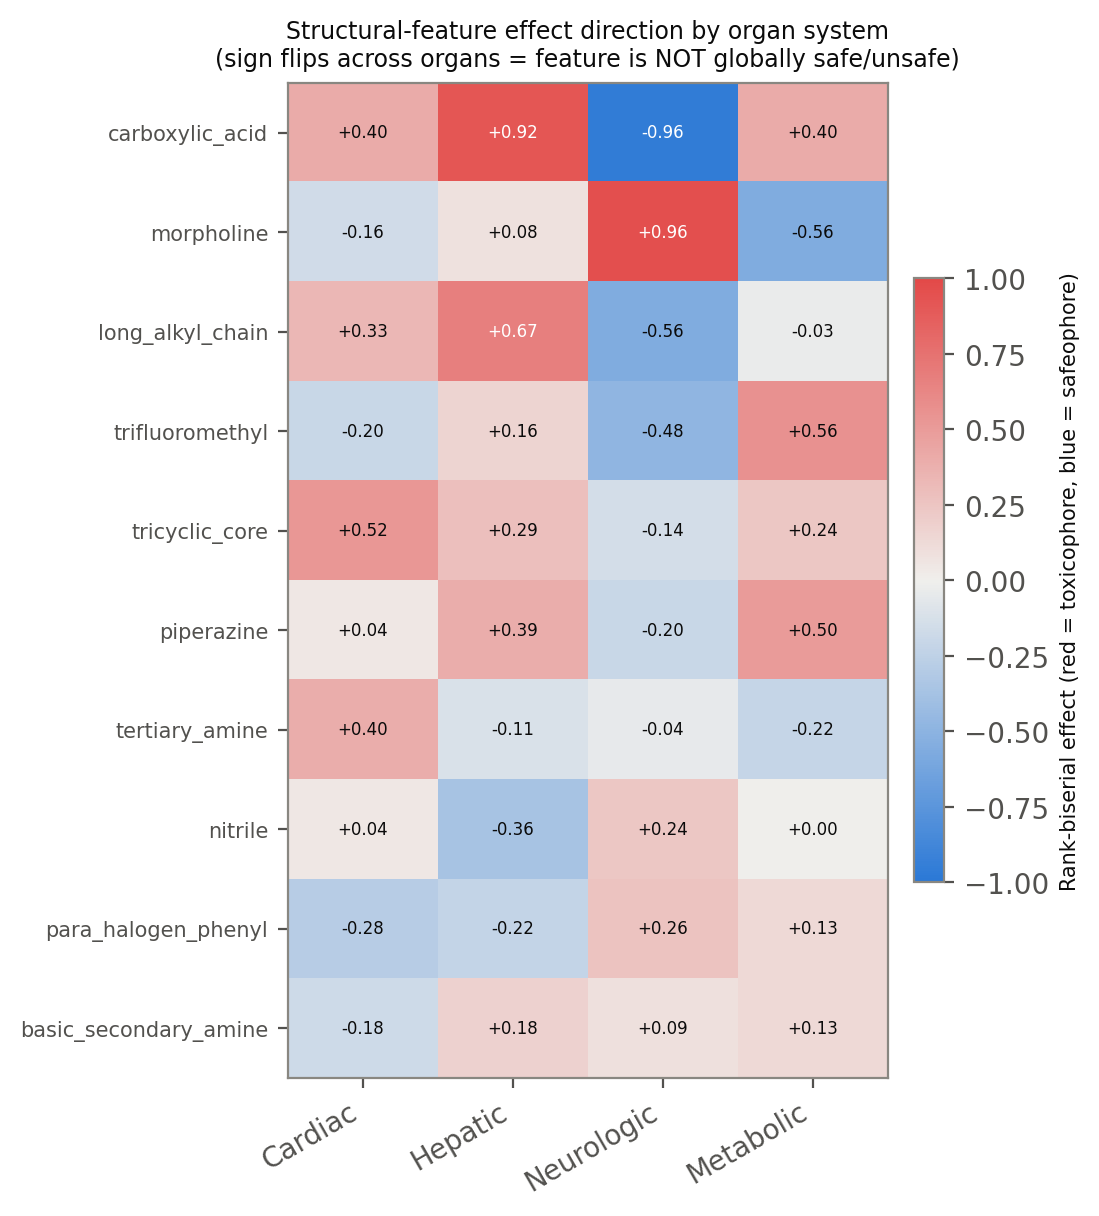 Structural-feature effect direction by organ system
(sign flips across organs = feature is NOT globally safe/unsafe)
carboxylic_acid +0.40 +0.92 -0.96 +0.40
morpholine -0.16 +0.08 +0.96 -0.56
long_alkyl_chain +0.33 +0.67 -0.56 -0.03
trifluoromethyl -0.20 +0.16 -0.48 +0.56
tricyclic_core +0.52 +0.29 -0.14 +0.24
piperazine +0.04 +0.39 -0.20 +0.50
tertiary_amine +0.40 -0.11 -0.04 -0.22
nitrile +0.04 -0.36 +0.24 +0.00
para_halogen_phenyl -0.28 -0.22 +0.26 +0.13
basic_secondary_amine -0.18 +0.18 +0.09 +0.13
Cardiac Hepatic Neurologic Metabolic
1.00
0.75
0.50
0.25
0.00
−0.25
−0.50
−0.75
−1.00
Rank-biserial effect (red = toxicophore, blue = safeophore)